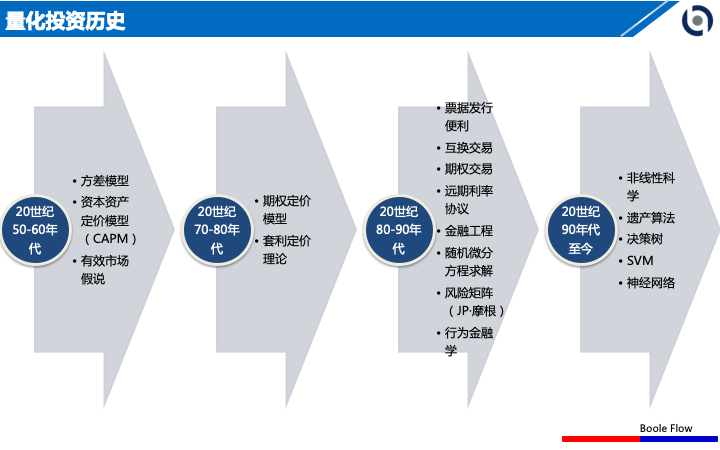 量化投资历史
20世纪
50-60年
代
• 方差模型
• 资本资产
定价模型
（CAPM）
• 有效市场
假说
20世纪
70-80年
代
• 期权定价
模型
• 套利定价
理论
20世纪
80-90年
代
• 票据发行
便利
• 互换交易
• 期权交易
• 远期利率
协议
• 金融工程
• 随机微分
方程求解
• 风险矩阵
（JP·摩根）
• 行为金融
学
20世纪
90年代
至今
• 非线性科
学
• 遗产算法
• 决策树
• SVM
• 神经网络
Boole Flow